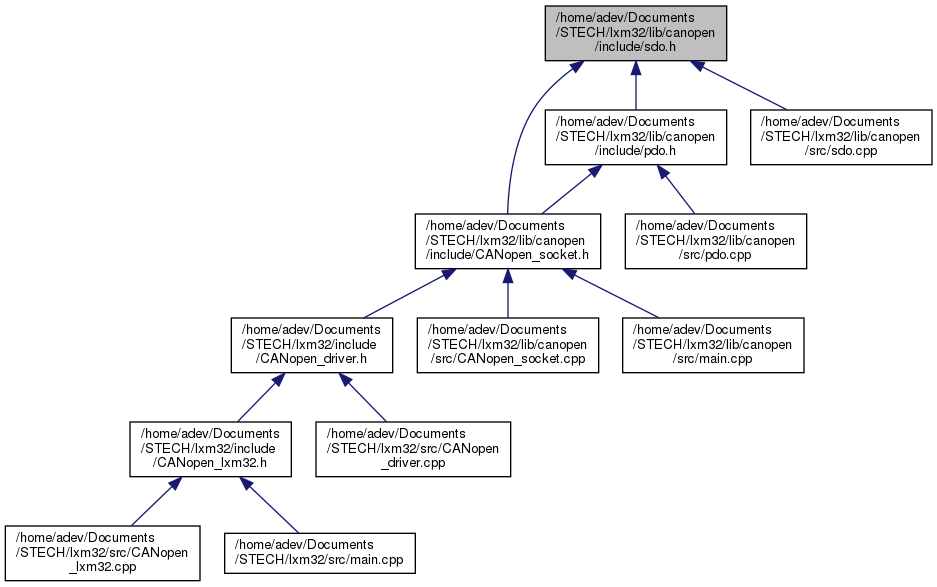 /home/adev/Documents
/STECH/lxm32/lib/canopen
/include/sdo.h
/home/adev/Documents
/STECH/lxm32/lib/canopen
/include/pdo.h
/home/adev/Documents
/STECH/lxm32/lib/canopen
/src/sdo.cpp
/home/adev/Documents
/STECH/lxm32/lib/canopen
/include/CANopen_socket.h
/home/adev/Documents
/STECH/lxm32/lib/canopen
/src/pdo.cpp
/home/adev/Documents
/STECH/lxm32/include
/CANopen_driver.h
/home/adev/Documents
/STECH/lxm32/lib/canopen
/src/CANopen_socket.cpp
/home/adev/Documents
/STECH/lxm32/lib/canopen
/src/main.cpp
/home/adev/Documents
/STECH/lxm32/include
/CANopen_lxm32.h
/home/adev/Documents
/STECH/lxm32/src/CANopen
_driver.cpp
/home/adev/Documents
/STECH/lxm32/src/CANopen
_lxm32.cpp
/home/adev/Documents
/STECH/lxm32/src/main.cpp